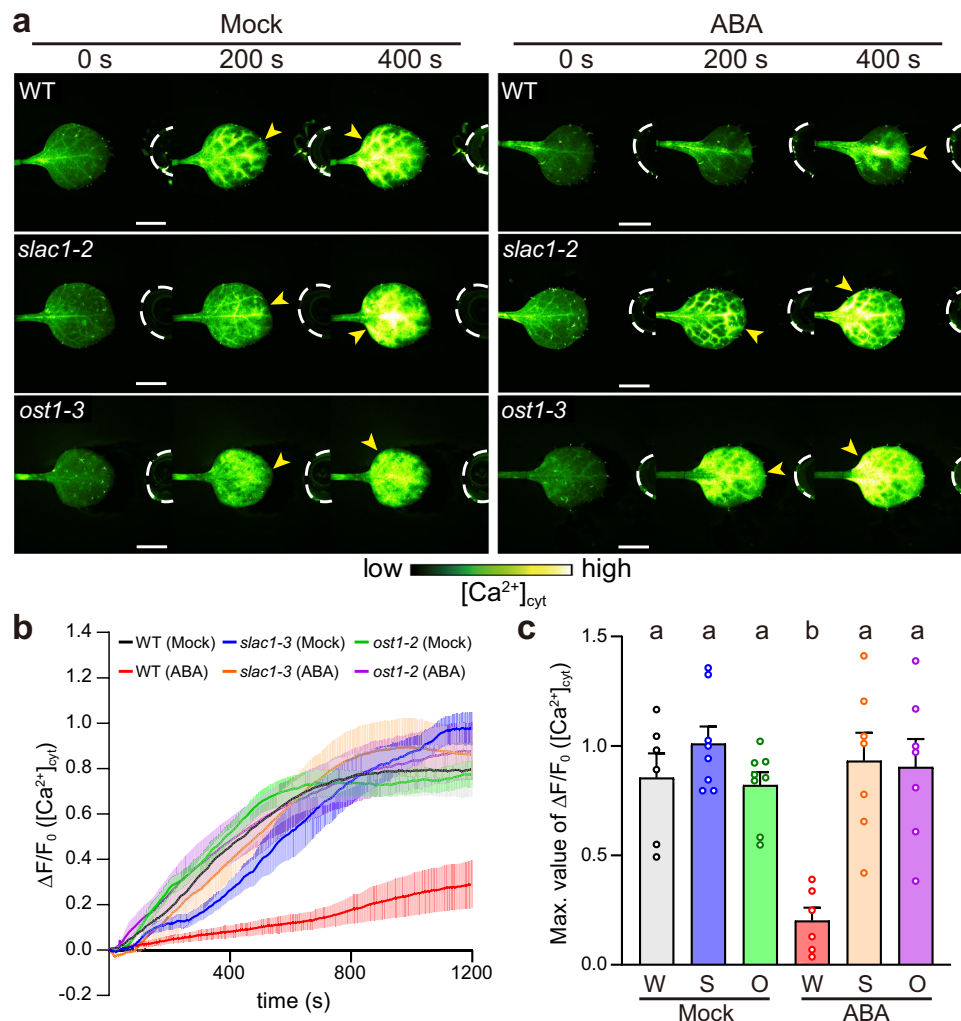 a
Mock ABA
0 s 200 s 400 s 0 s 200 s 400 s
WT WT
slac1-2 slac1-2
ost1-3 ost1-3
low high
[Ca²⁺]cyt
b
WT (Mock) slac1-3 (Mock) ost1-2 (Mock)
WT (ABA) slac1-3 (ABA) ost1-2 (ABA)
ΔF/F₀ ([Ca²⁺]cyt)
1.4
1.2
1.0
0.8
0.6
0.4
0.2
0.0
-0.2
400 800 1200
time (s)
c
Max. value of ΔF/F₀ ([Ca²⁺]cyt)
1.5
1.0
0.5
0.0
a a a b a a
W S O W S O
Mock ABA